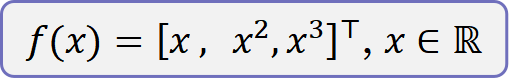 f(x) = [x , x², x³]ᵀ, x ∈ ℝ